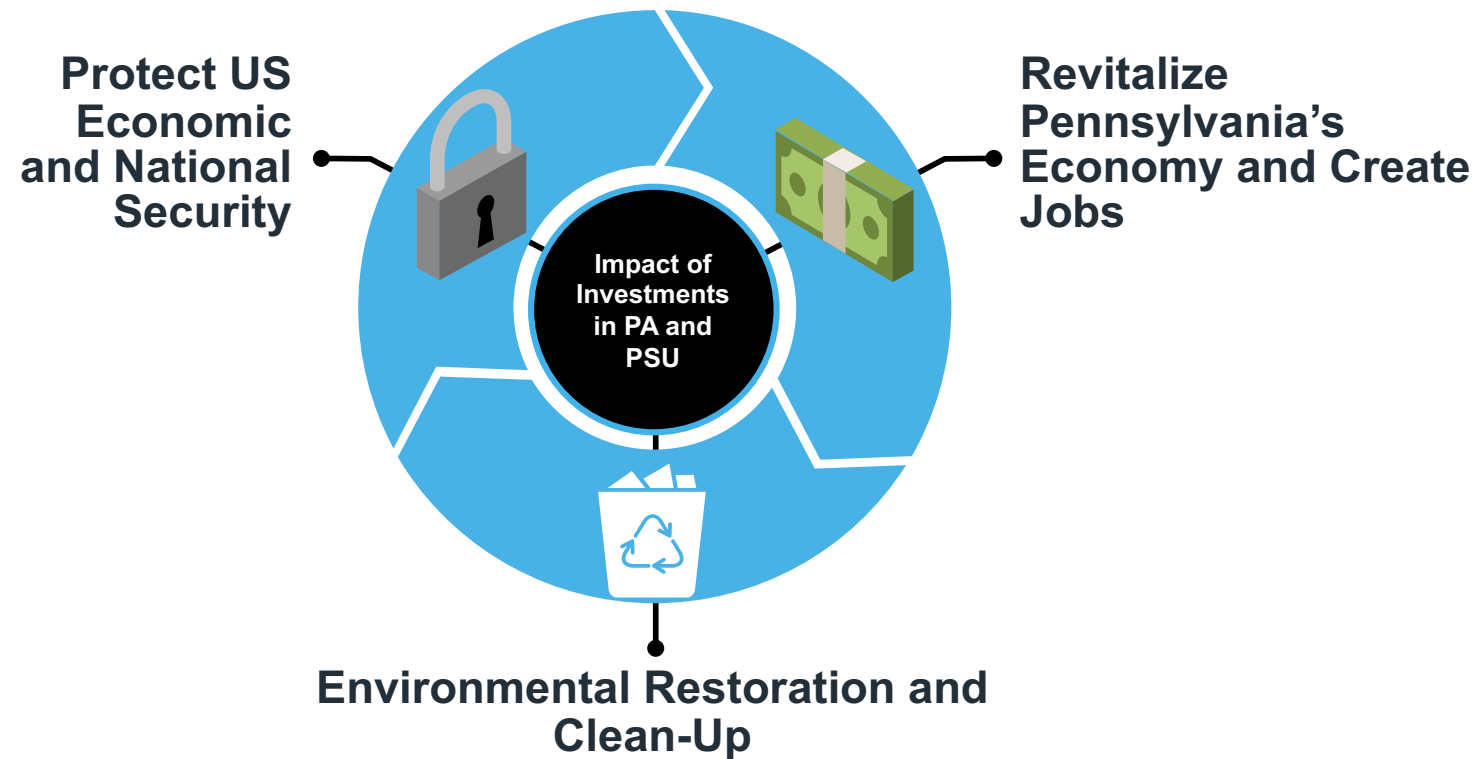 Protect US
Economic
and National
Security
Revitalize
Pennsylvania’s
Economy and Create
Jobs
Impact of
Investments
in PA and
PSU
Environmental Restoration and
Clean-Up